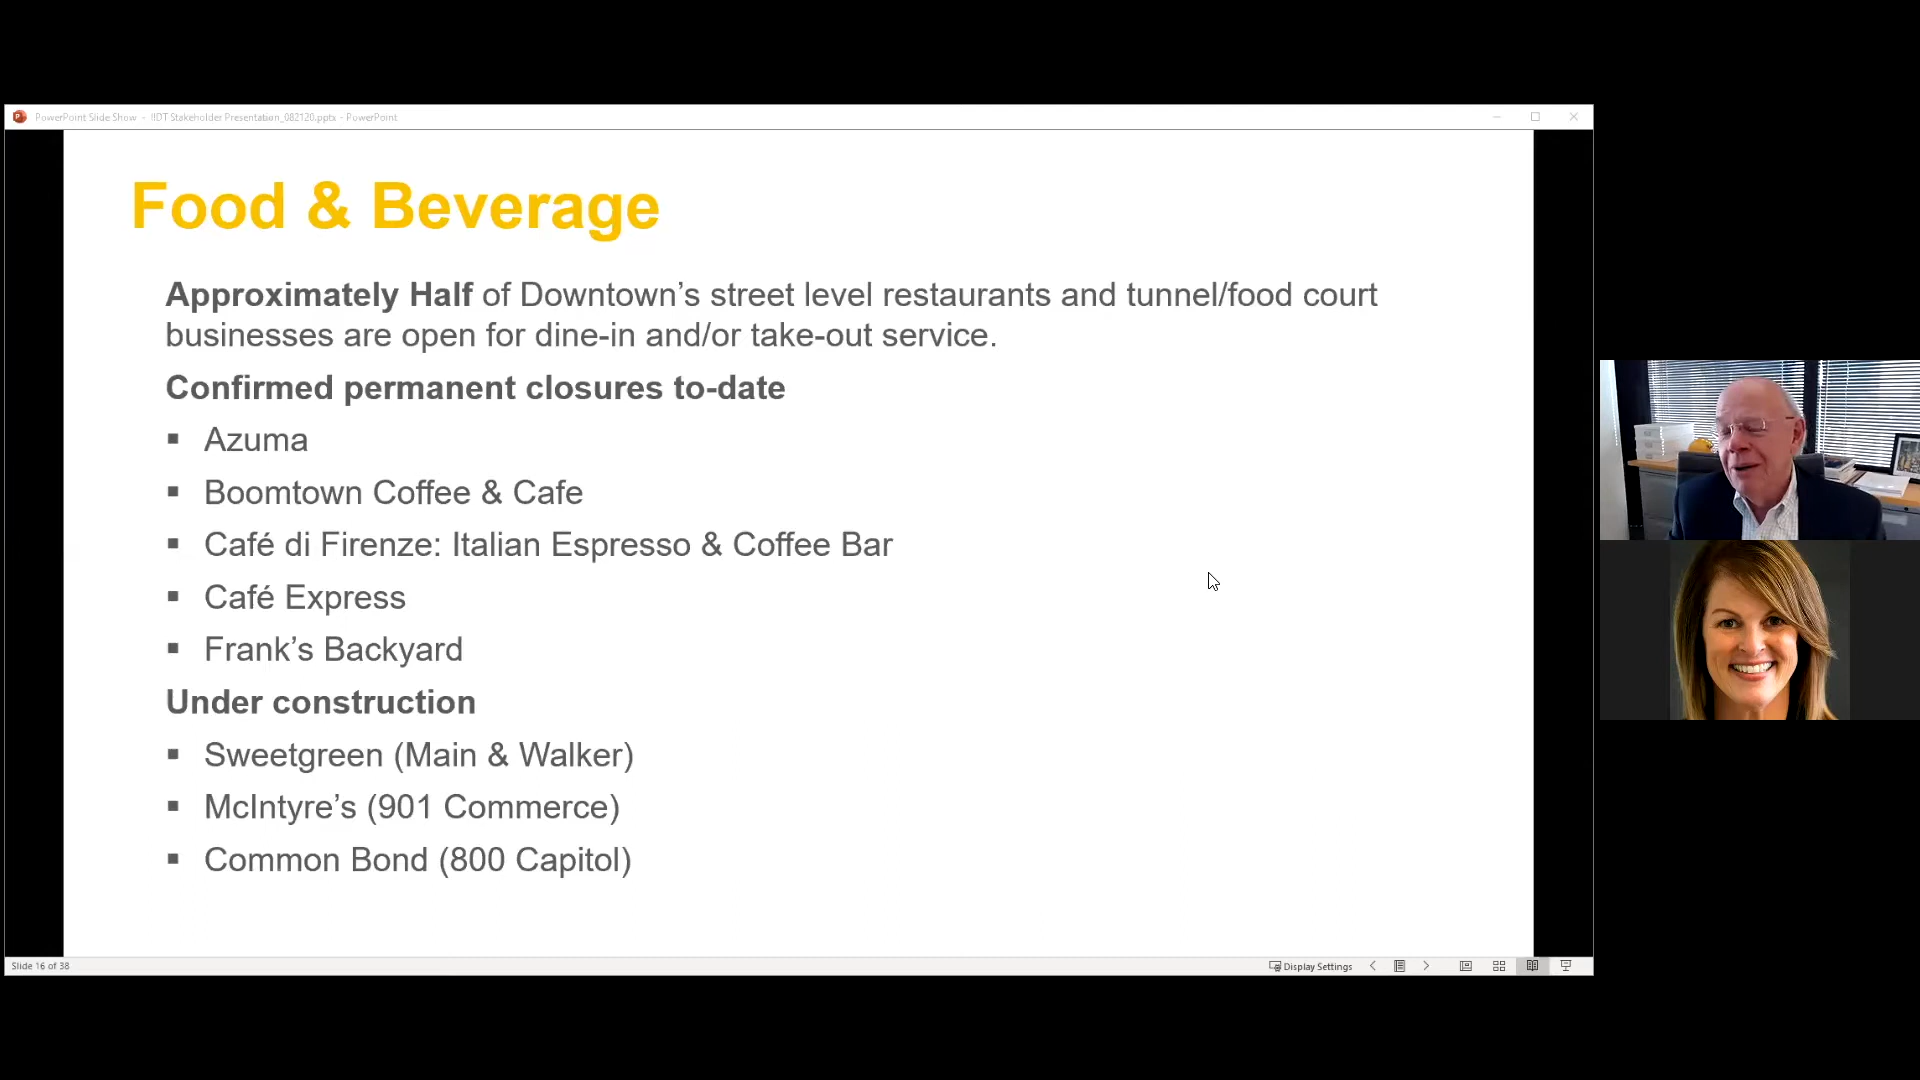 PowerPoint Slide Show - !IDT Stakeholder Presentation_082120.pptx - PowerPoint
Food & Beverage
Approximately Half of Downtown’s street level restaurants and tunnel/food court
businesses are open for dine-in and/or take-out service.
Confirmed permanent closures to-date
▪ Azuma
▪ Boomtown Coffee & Cafe
▪ Café di Firenze: Italian Espresso & Coffee Bar
▪ Café Express
▪ Frank’s Backyard
Under construction
▪ Sweetgreen (Main & Walker)
▪ McIntyre’s (901 Commerce)
▪ Common Bond (800 Capitol)
Slide 16 of 38
Display Settings